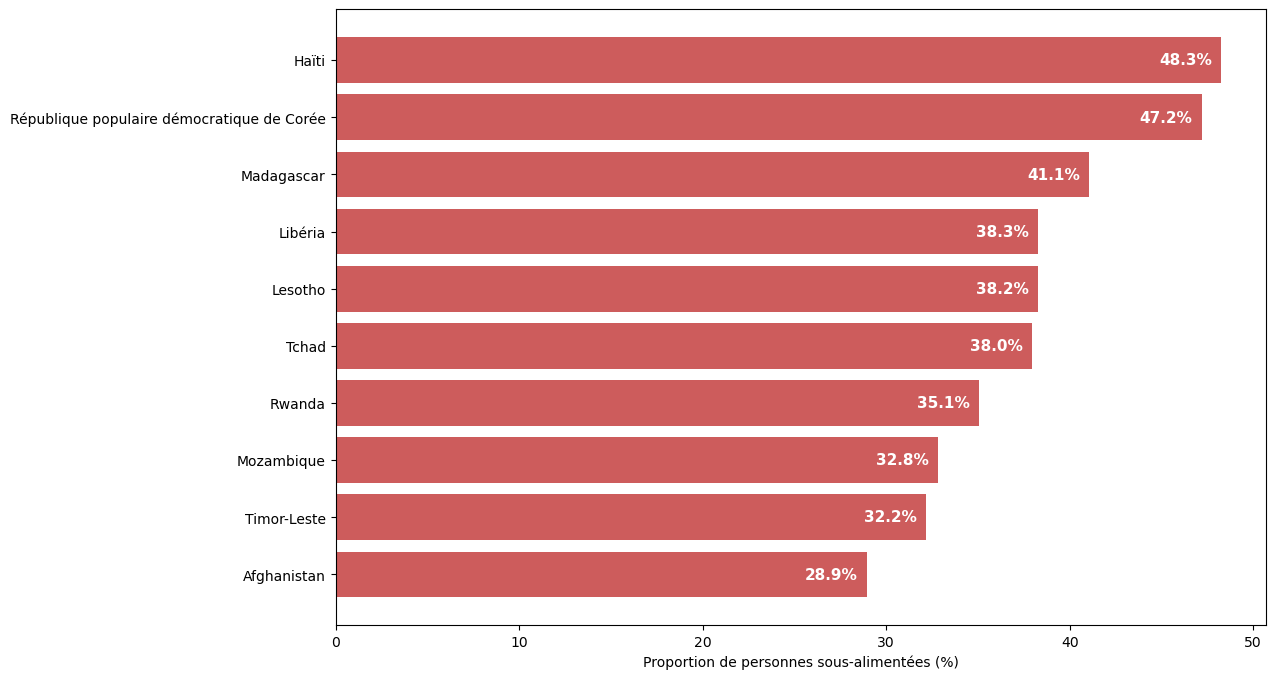 Haïti 48.3%
République populaire démocratique de Corée 47.2%
Madagascar 41.1%
Libéria 38.3%
Lesotho 38.2%
Tchad 38.0%
Rwanda 35.1%
Mozambique 32.8%
Timor-Leste 32.2%
Afghanistan 28.9%
0 10 20 30 40 50
Proportion de personnes sous-alimentées (%)